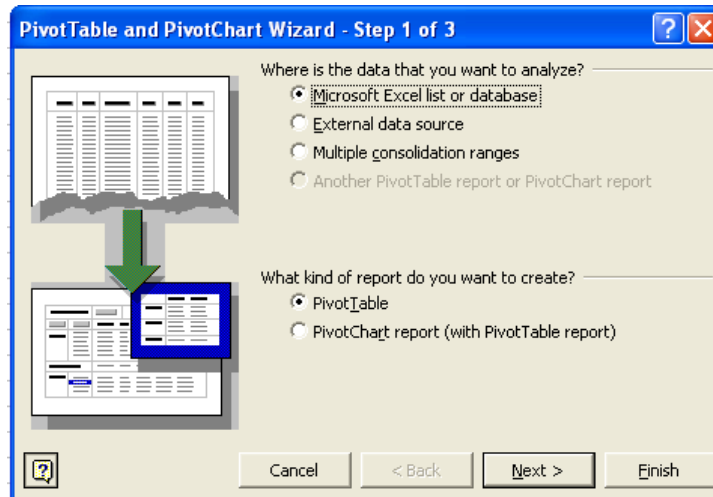 PivotTable and PivotChart Wizard - Step 1 of 3
Where is the data that you want to analyze?
Microsoft Excel list or database
External data source
Multiple consolidation ranges
Another PivotTable report or PivotChart report
What kind of report do you want to create?
PivotTable
PivotChart report (with PivotTable report)
Cancel
< Back
Next >
Finish